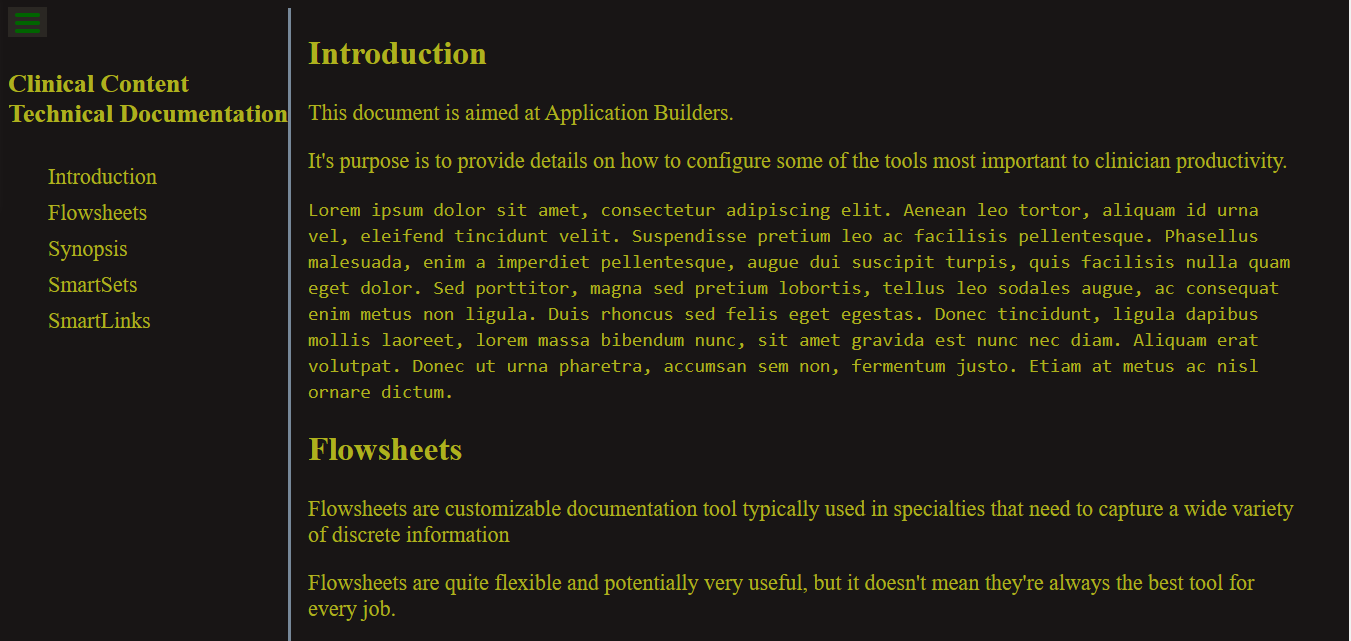 Clinical Content
Technical Documentation
Introduction
Flowsheets
Synopsis
SmartSets
SmartLinks
Introduction
This document is aimed at Application Builders.
It's purpose is to provide details on how to configure some of the tools most important to clinician productivity.
Lorem ipsum dolor sit amet, consectetur adipiscing elit. Aenean leo tortor, aliquam id urna
vel, eleifend tincidunt velit. Suspendisse pretium leo ac facilisis pellentesque. Phasellus
malesuada, enim a imperdiet pellentesque, augue dui suscipit turpis, quis facilisis nulla quam
eget dolor. Sed porttitor, magna sed pretium lobortis, tellus leo sodales augue, ac consequat
enim metus non ligula. Duis rhoncus sed felis eget egestas. Donec tincidunt, ligula dapibus
mollis laoreet, lorem massa bibendum nunc, sit amet gravida est nunc nec diam. Aliquam erat
volutpat. Donec ut urna pharetra, accumsan sem non, fermentum justo. Etiam at metus ac nisl
ornare dictum.
Flowsheets
Flowsheets are customizable documentation tool typically used in specialties that need to capture a wide variety
of discrete information
Flowsheets are quite flexible and potentially very useful, but it doesn't mean they're always the best tool for
every job.